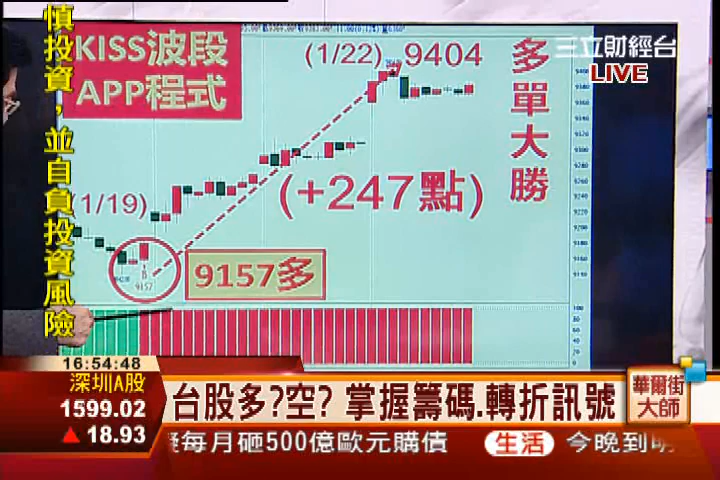 慎投資,並自負投資風險
KISS波段
APP程式
(1/22) 9404
多單大勝
三立財經台
LIVE
(+247點)
(1/19)
9157多
9157
16:54:48
深圳A股
1599.02
▲18.93
台股多?空? 掌握籌碼.轉折訊號
華爾街
大師
每月砸500億歐元購債
生活
今晚到明